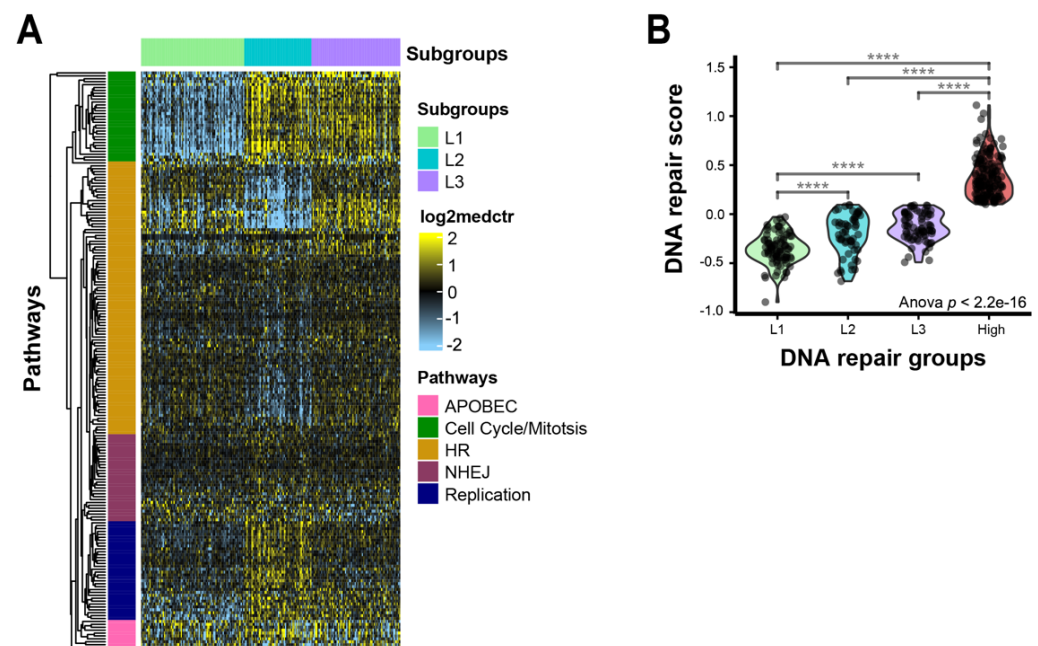 A
Subgroups
Subgroups
L1
L2
L3
log2medctr
2
1
0
-1
-2
Pathways
Pathways
APOBEC
Cell Cycle/Mitotsis
HR
NHEJ
Replication
B
DNA repair score
1.5
1.0
0.5
0.0
-0.5
-1.0
****
****
****
****
****
Anova p < 2.2e-16
L1
L2
L3
High
DNA repair groups